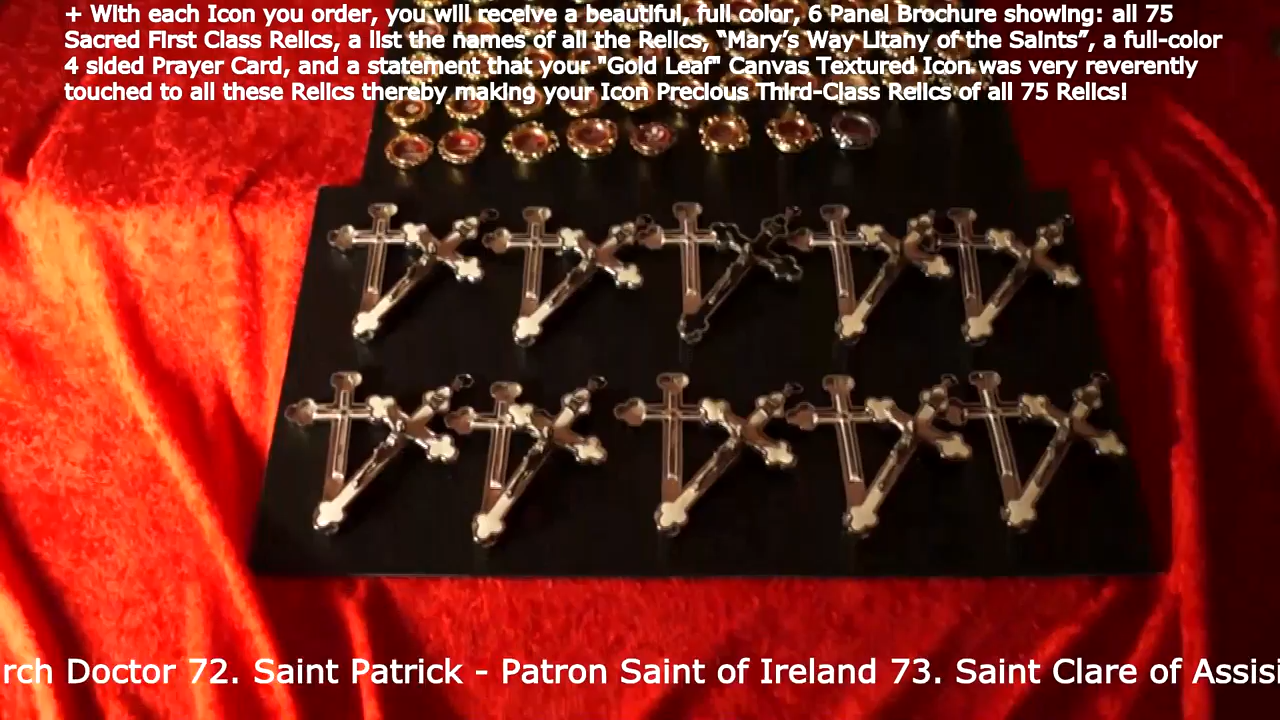 + With each Icon you order, you will receive a beautiful, full color, 6 Panel Brochure showing: all 75
Sacred First Class Relics, a list the names of all the Relics, “Mary’s Way Litany of the Saints”, a full-color
4 sided Prayer Card, and a statement that your "Gold Leaf" Canvas Textured Icon was very reverently
touched to all these Relics thereby making your Icon Precious Third-Class Relics of all 75 Relics!
rch Doctor 72. Saint Patrick - Patron Saint of Ireland 73. Saint Clare of Assisi